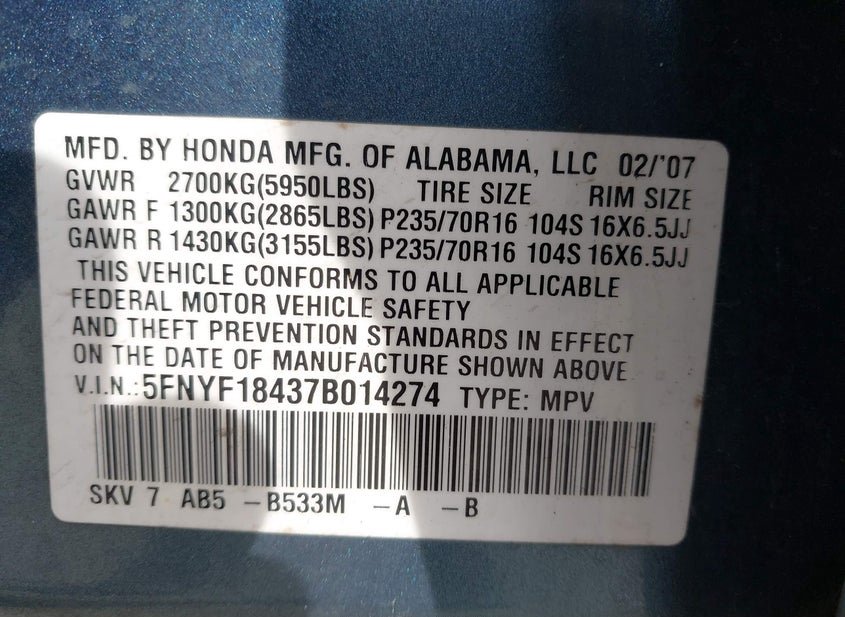 MFD. BY HONDA MFG. OF ALABAMA, LLC 02/'07
GVWR 2700KG(5950LBS) TIRE SIZE RIM SIZE
GAWR F 1300KG(2865LBS) P235/70R16 104S 16X6.5JJ
GAWR R 1430KG(3155LBS) P235/70R16 104S 16X6.5JJ
THIS VEHICLE CONFORMS TO ALL APPLICABLE
FEDERAL MOTOR VEHICLE SAFETY
AND THEFT PREVENTION STANDARDS IN EFFECT
ON THE DATE OF MANUFACTURE SHOWN ABOVE.
V.I.N.:5FNYF18437B014274 TYPE: MPV
SKV 7 AB5 -B533M -A -B